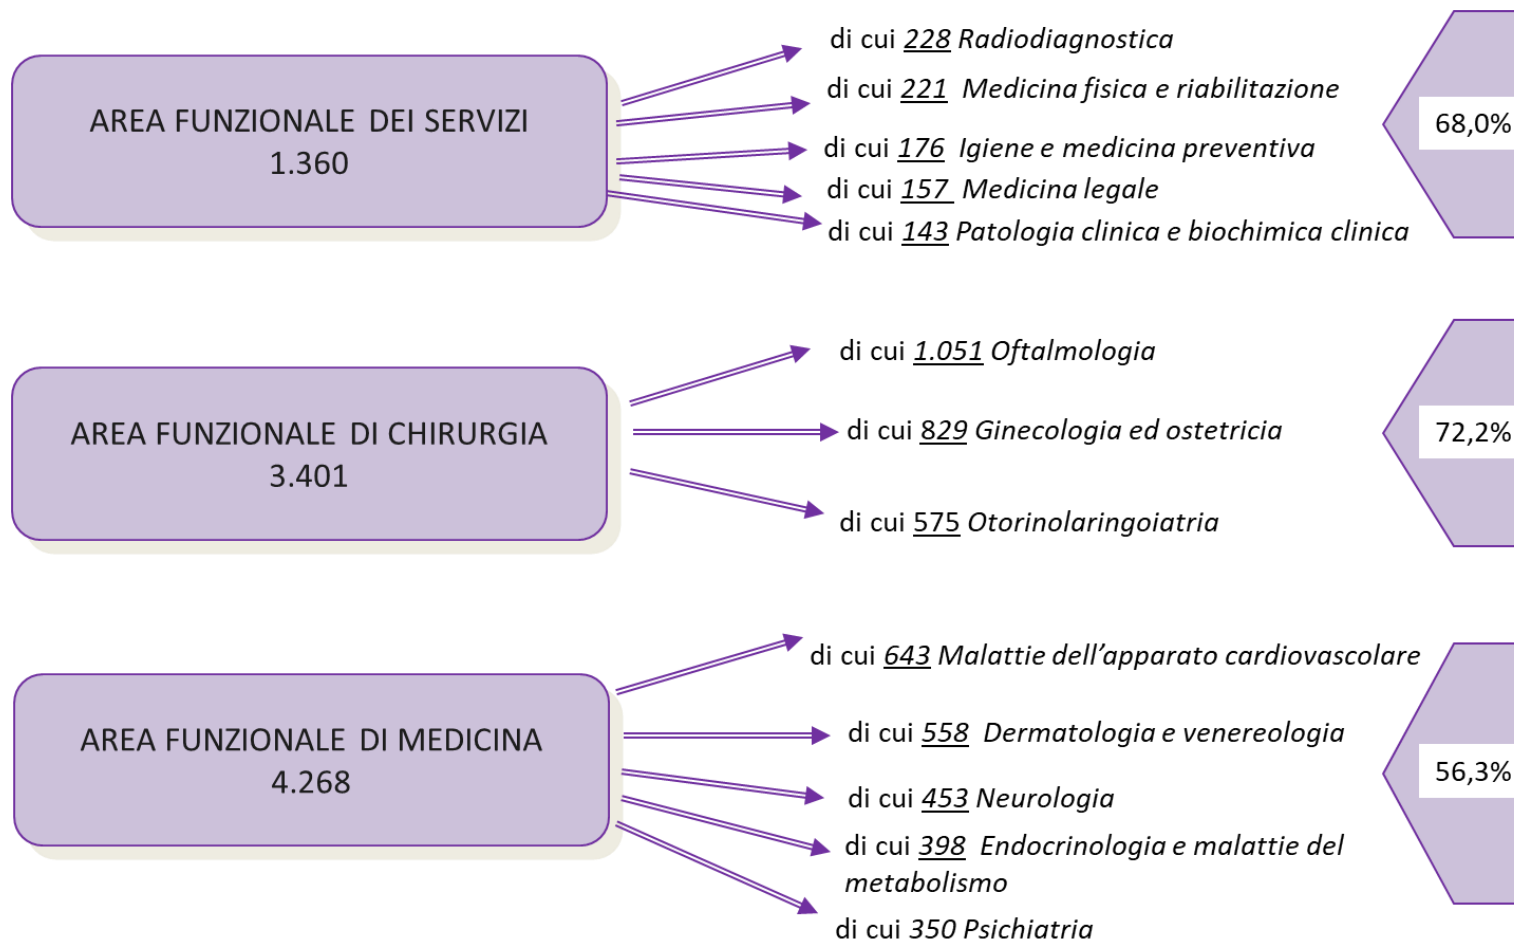 AREA FUNZIONALE DEI SERVIZI
1.360
di cui 228 Radiodiagnostica
di cui 221 Medicina fisica e riabilitazione
di cui 176 Igiene e medicina preventiva
di cui 157 Medicina legale
di cui 143 Patologia clinica e biochimica clinica
68,0%
AREA FUNZIONALE DI CHIRURGIA
3.401
di cui 1.051 Oftalmologia
di cui 829 Ginecologia ed ostetricia
di cui 575 Otorinolaringoiatria
72,2%
AREA FUNZIONALE DI MEDICINA
4.268
di cui 643 Malattie dell’apparato cardiovascolare
di cui 558 Dermatologia e venereologia
di cui 453 Neurologia
di cui 398 Endocrinologia e malattie del
metabolismo
di cui 350 Psichiatria
56,3%